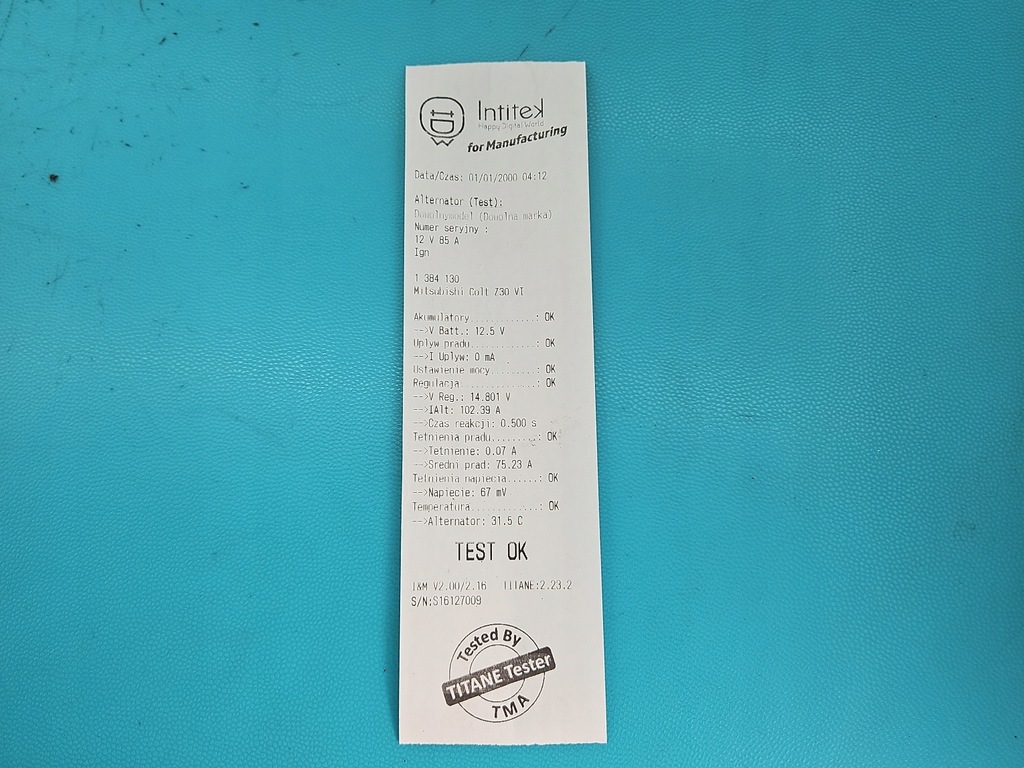 Intitek
Happy Digital World
for Manufacturing
Data/Czas: 01/01/2000 04:12
Alternator (Test):
Dowolnymodel (Dowolna marka)
Numer seryjny :
12 V 85 A
Ign
1 384 130
Mitsubishi Colt Z30 VI
Akumulatory............: OK
-->V Batt.: 12.5 V
Uplyw pradu............: OK
-->I Uplyw: 0 mA
Ustawienie mocy........: OK
Regulacja..............: OK
-->V Reg.: 14.801 V
-->IAlt: 102.39 A
-->Czas reakcji: 0.500 s
Tetnienia pradu........: OK
-->Tetnienie: 0.07 A
-->Sredni prad: 75.23 A
Tetnienia napiecia.....: OK
-->Napiecie: 67 mV
Temperatura............: OK
-->Alternator: 31.5 C
TEST OK
I&M V2.00/2.16 TITANE:2.23.2
S/N:S16127009
Tested By
TITANE Tester
TMA